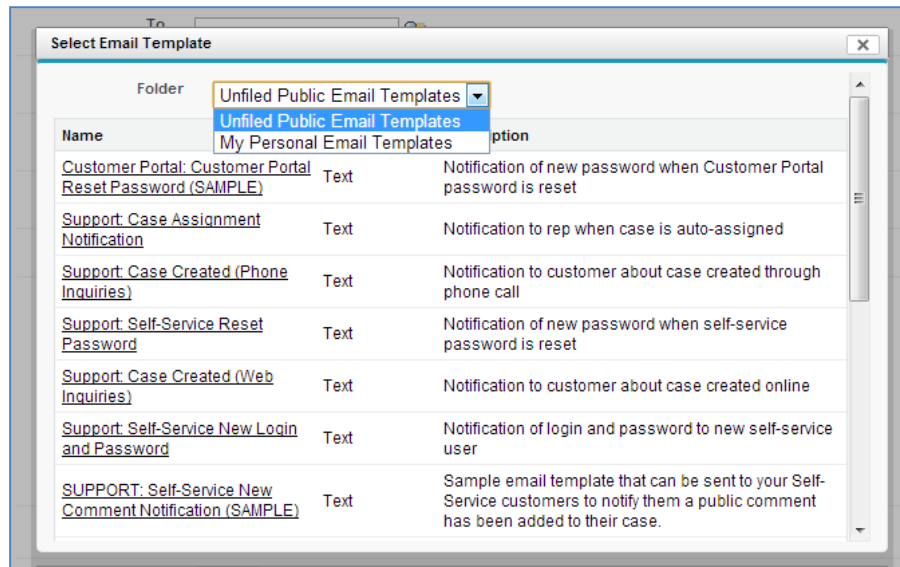 To
Select Email Template
Folder
Unfiled Public Email Templates
Unfiled Public Email Templates
My Personal Email Templates
Name
Customer Portal: Customer Portal
Reset Password (SAMPLE)
Text
Notification of new password when Customer Portal
password is reset
Support: Case Assignment
Notification
Text
Notification to rep when case is auto-assigned
Support: Case Created (Phone
Inquiries)
Text
Notification to customer about case created through
phone call
Support: Self-Service Reset
Password
Text
Notification of new password when self-service
password is reset
Support: Case Created (Web
Inquiries)
Text
Notification to customer about case created online
Support: Self-Service New Login
and Password
Text
Notification of login and password to new self-service
user
SUPPORT: Self-Service New
Comment Notification (SAMPLE)
Text
Sample email template that can be sent to your Self-
Service customers to notify them a public comment
has been added to their case.